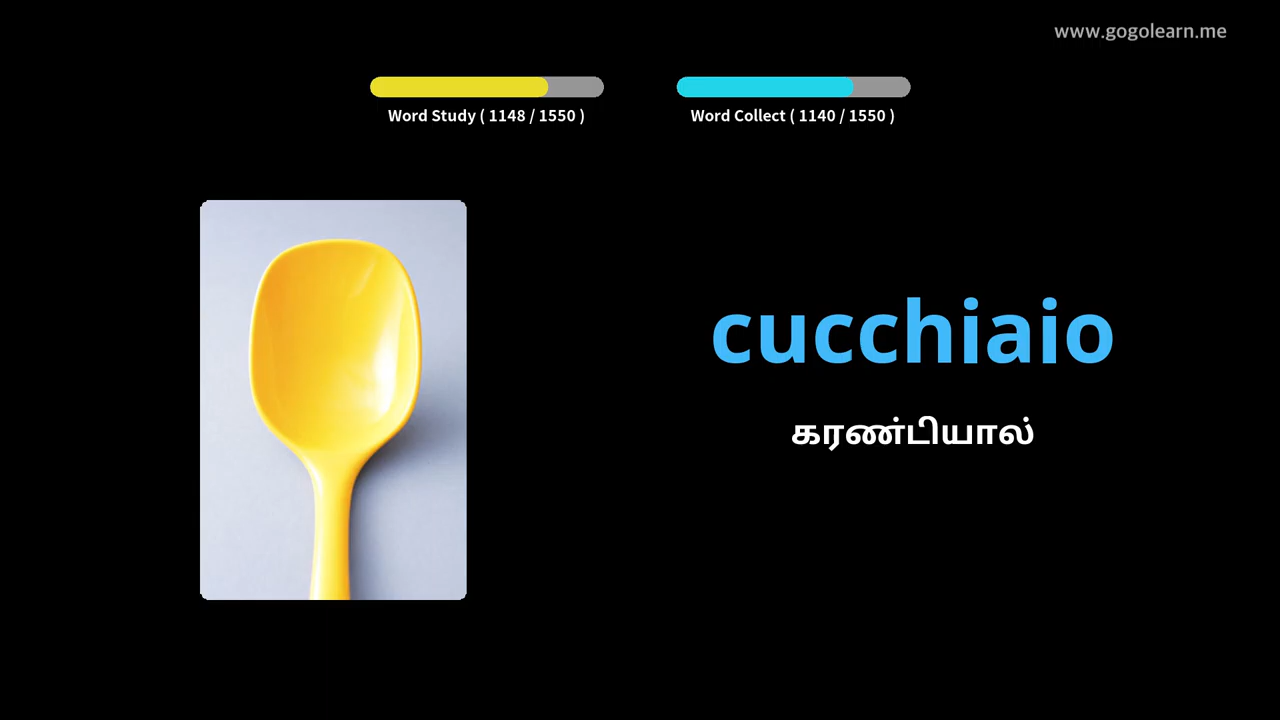 www.gogolearn.me
Word Study ( 1148 / 1550 )
Word Collect ( 1140 / 1550 )
cucchiaio
கரண்டியால்